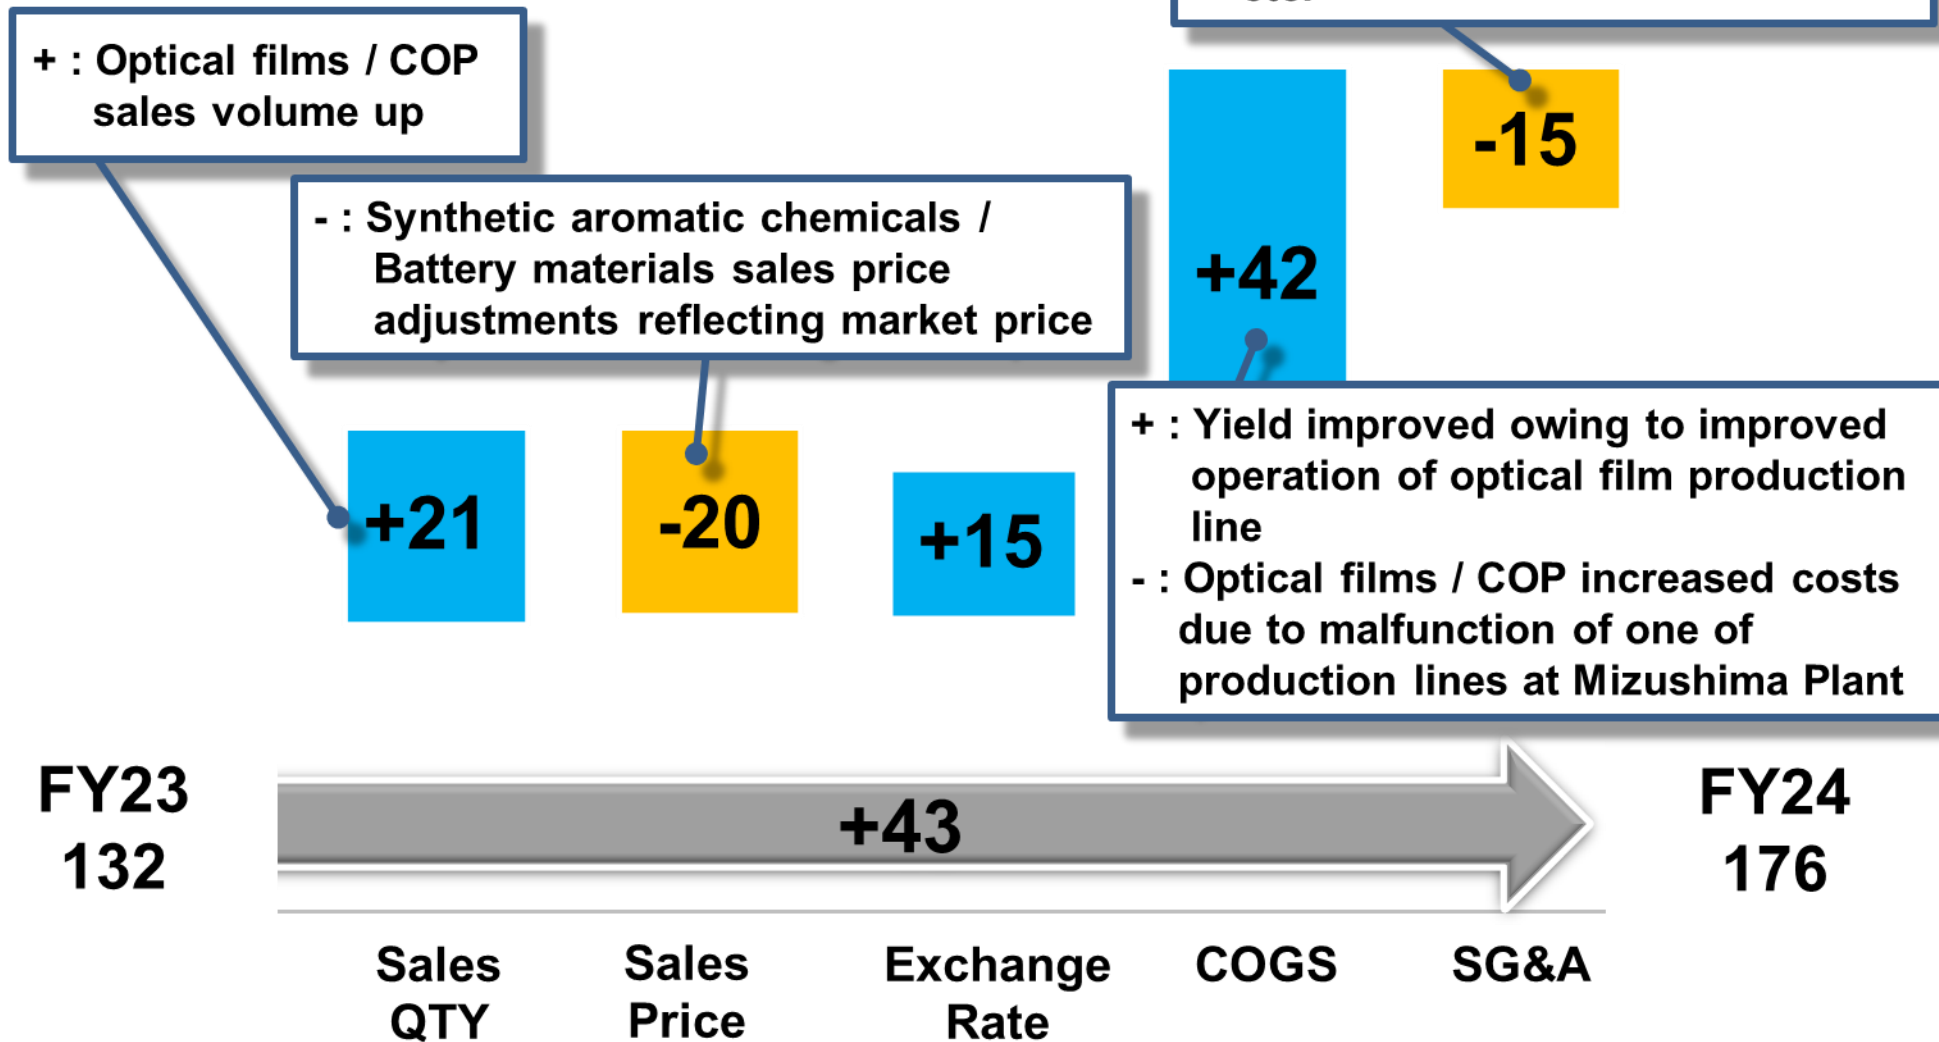 + : Optical films / COP
sales volume up
- : Synthetic aromatic chemicals /
Battery materials sales price
adjustments reflecting market price
-15
+42
+ : Yield improved owing to improved
operation of optical film production
line
- : Optical films / COP increased costs
due to malfunction of one of
production lines at Mizushima Plant
+21
-20
+15
FY23
132
+43
FY24
176
Sales
QTY
Sales
Price
Exchange
Rate
COGS
SG&A